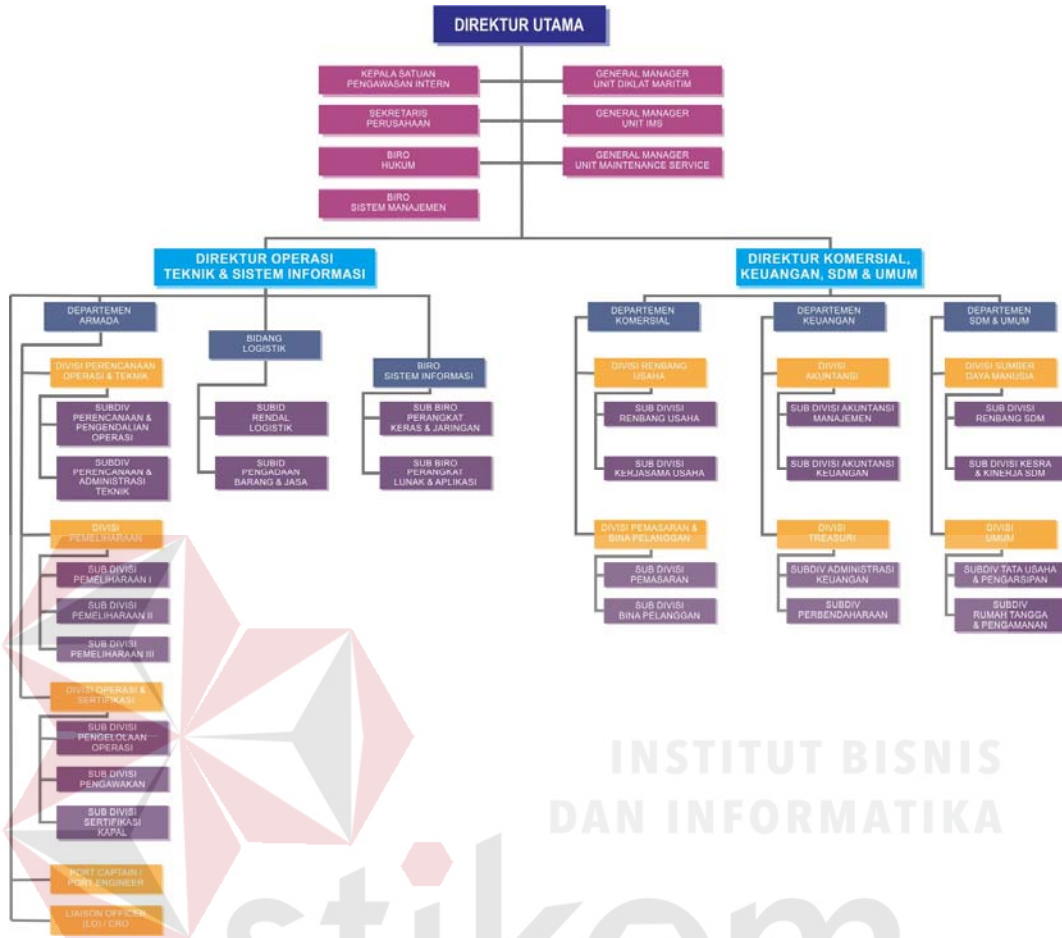 DIREKTUR UTAMA
KEPALA SATUAN
PENGAWASAN INTERN
GENERAL MANAGER
UNIT DIKLAT MARITIM
SEKRETARIS
PERUSAHAAN
GENERAL MANAGER
UNIT IMS
BIRO
HUKUM
GENERAL MANAGER
UNIT MAINTENANCE SERVICE
BIRO
SISTEM MANAJEMEN
DIREKTUR OPERASI
TEKNIK & SISTEM INFORMASI
DEPARTEMEN
ARMADA
DIVISI PERENCANAAN
OPERASI & TEKNIK
SUBDIV
PERENCANAAN &
PENGENDALIAN
OPERASI
SUBDIV
PERENCANAAN &
ADMINISTRASI
TEKNIK
DIVISI
PEMELIHARAAN
SUB DIVISI
PEMELIHARAAN I
SUB DIVISI
PEMELIHARAAN II
SUB DIVISI
PEMELIHARAAN III
DIVISI OPERASI &
SERTIFIKASI
SUB DIVISI
PENGELOLAAN
OPERASI
SUB DIVISI
PENGAWAKAN
SUB DIVISI
SERTIFIKASI
KAPAL
PORT CAPTAIN /
PORT ENGINEER
LIAISON OFFICER
(LO) / CRO
BIDANG
LOGISTIK
SUBID
RENDAL
LOGISTIK
SUBID
PENGADAAN
BARANG & JASA
BIRO
SISTEM INFORMASI
SUB BIRO
PERANGKAT
KERAS & JARINGAN
SUB BIRO
PERANGKAT
LUNAK & APLIKASI
DIREKTUR KOMERSIAL,
KEUANGAN, SDM & UMUM
DEPARTEMEN
KOMERSIAL
DIVISI RENBANG
USAHA
SUB DIVISI
RENBANG USAHA
SUB DIVISI
KERJASAMA USAHA
DIVISI PEMASARAN &
BINA PELANGGAN
SUB DIVISI
PEMASARAN
SUB DIVISI
BINA PELANGGAN
DEPARTEMEN
KEUANGAN
DIVISI
AKUNTANSI
SUB DIVISI AKUNTANSI
MANAJEMEN
SUB DIVISI AKUNTANSI
KEUANGAN
DIVISI
TREASURI
SUBDIV ADMINISTRASI
KEUANGAN
SUBDIV
PERBENDAHARAAN
DEPARTEMEN
SDM & UMUM
DIVISI SUMBER
DAYA MANUSIA
SUB DIVISI
RENBANG SDM
SUB DIVISI KESRA
& KINERJA SDM
DIVISI
UMUM
SUBDIV TATA USAHA
& PENGARSIPAN
SUBDIV
RUMAH TANGGA
& PENGAMANAN
INSTITUT BISNIS
DAN INFORMATIKA
stikom